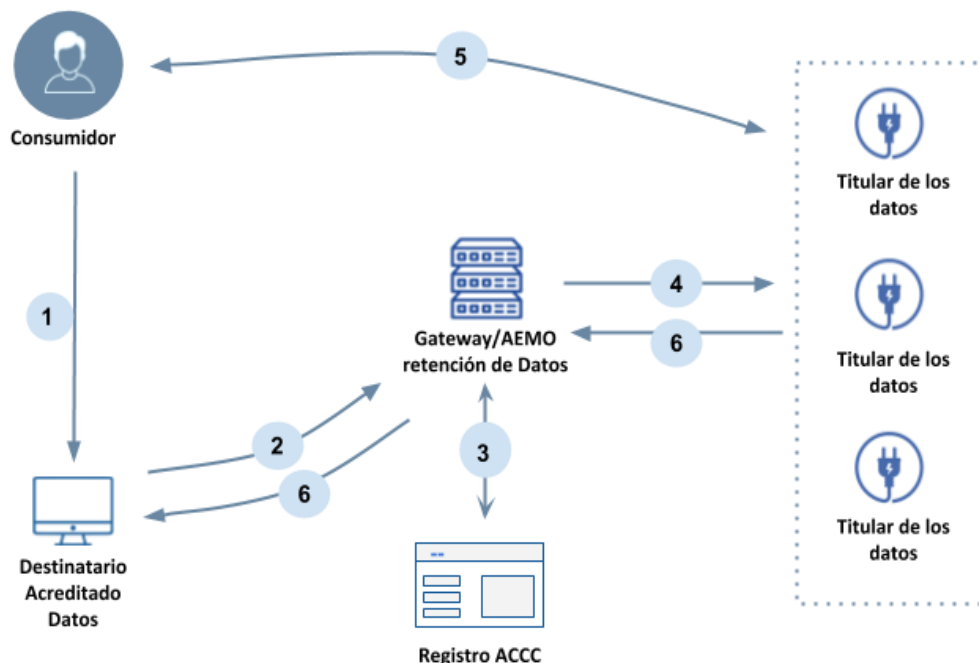 5
Consumidor
Titular de los
datos
1
Gateway/AEMO
retención de Datos
4
6
Titular de los
datos
2
6
3
Titular de los
datos
Destinatario
Acreditado
Datos
Registro ACCC